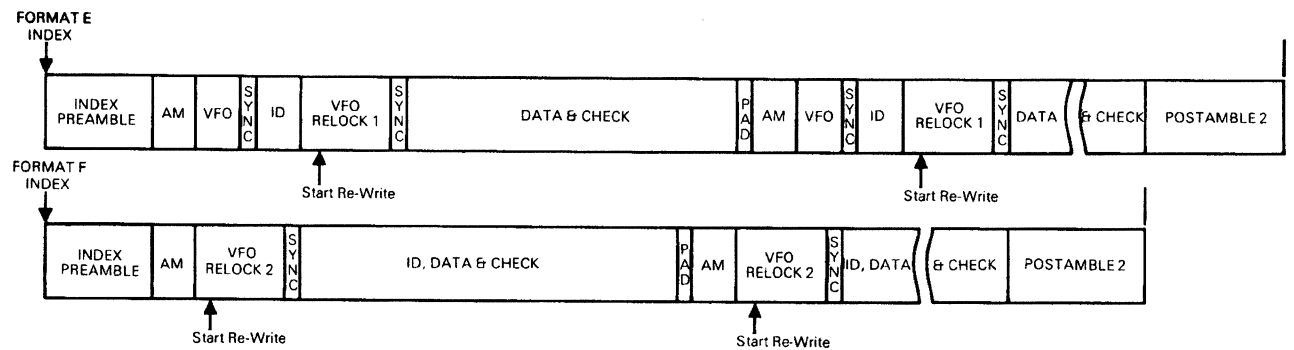 FORMAT E
INDEX
INDEX PREAMBLE AM VFO SYNC ID VFO RELOCK 1 SYNC DATA & CHECK PAD AM VFO SYNC ID VFO RELOCK 1 SYNC DATA & CHECK POSTAMBLE 2
Start Re-Write Start Re-Write
FORMAT F
INDEX
INDEX PREAMBLE AM VFO RELOCK 2 SYNC ID, DATA & CHECK PAD AM VFO RELOCK 2 SYNC ID, DATA & CHECK POSTAMBLE 2
Start Re-Write Start Re-Write